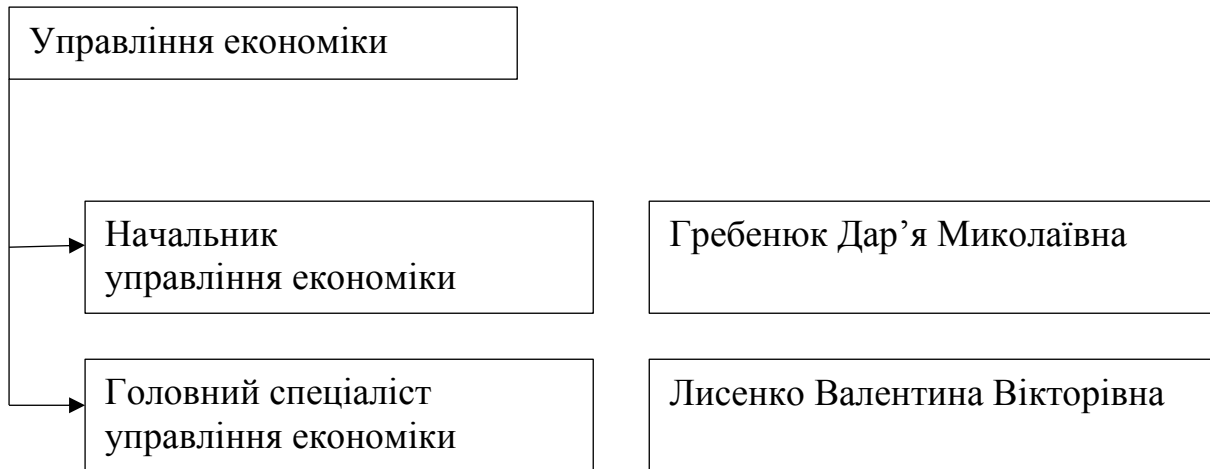 Управління економіки
Начальник
управління економіки
Гребенюк Дар’я Миколаївна
Головний спеціаліст
управління економіки
Лисенко Валентина Вікторівна